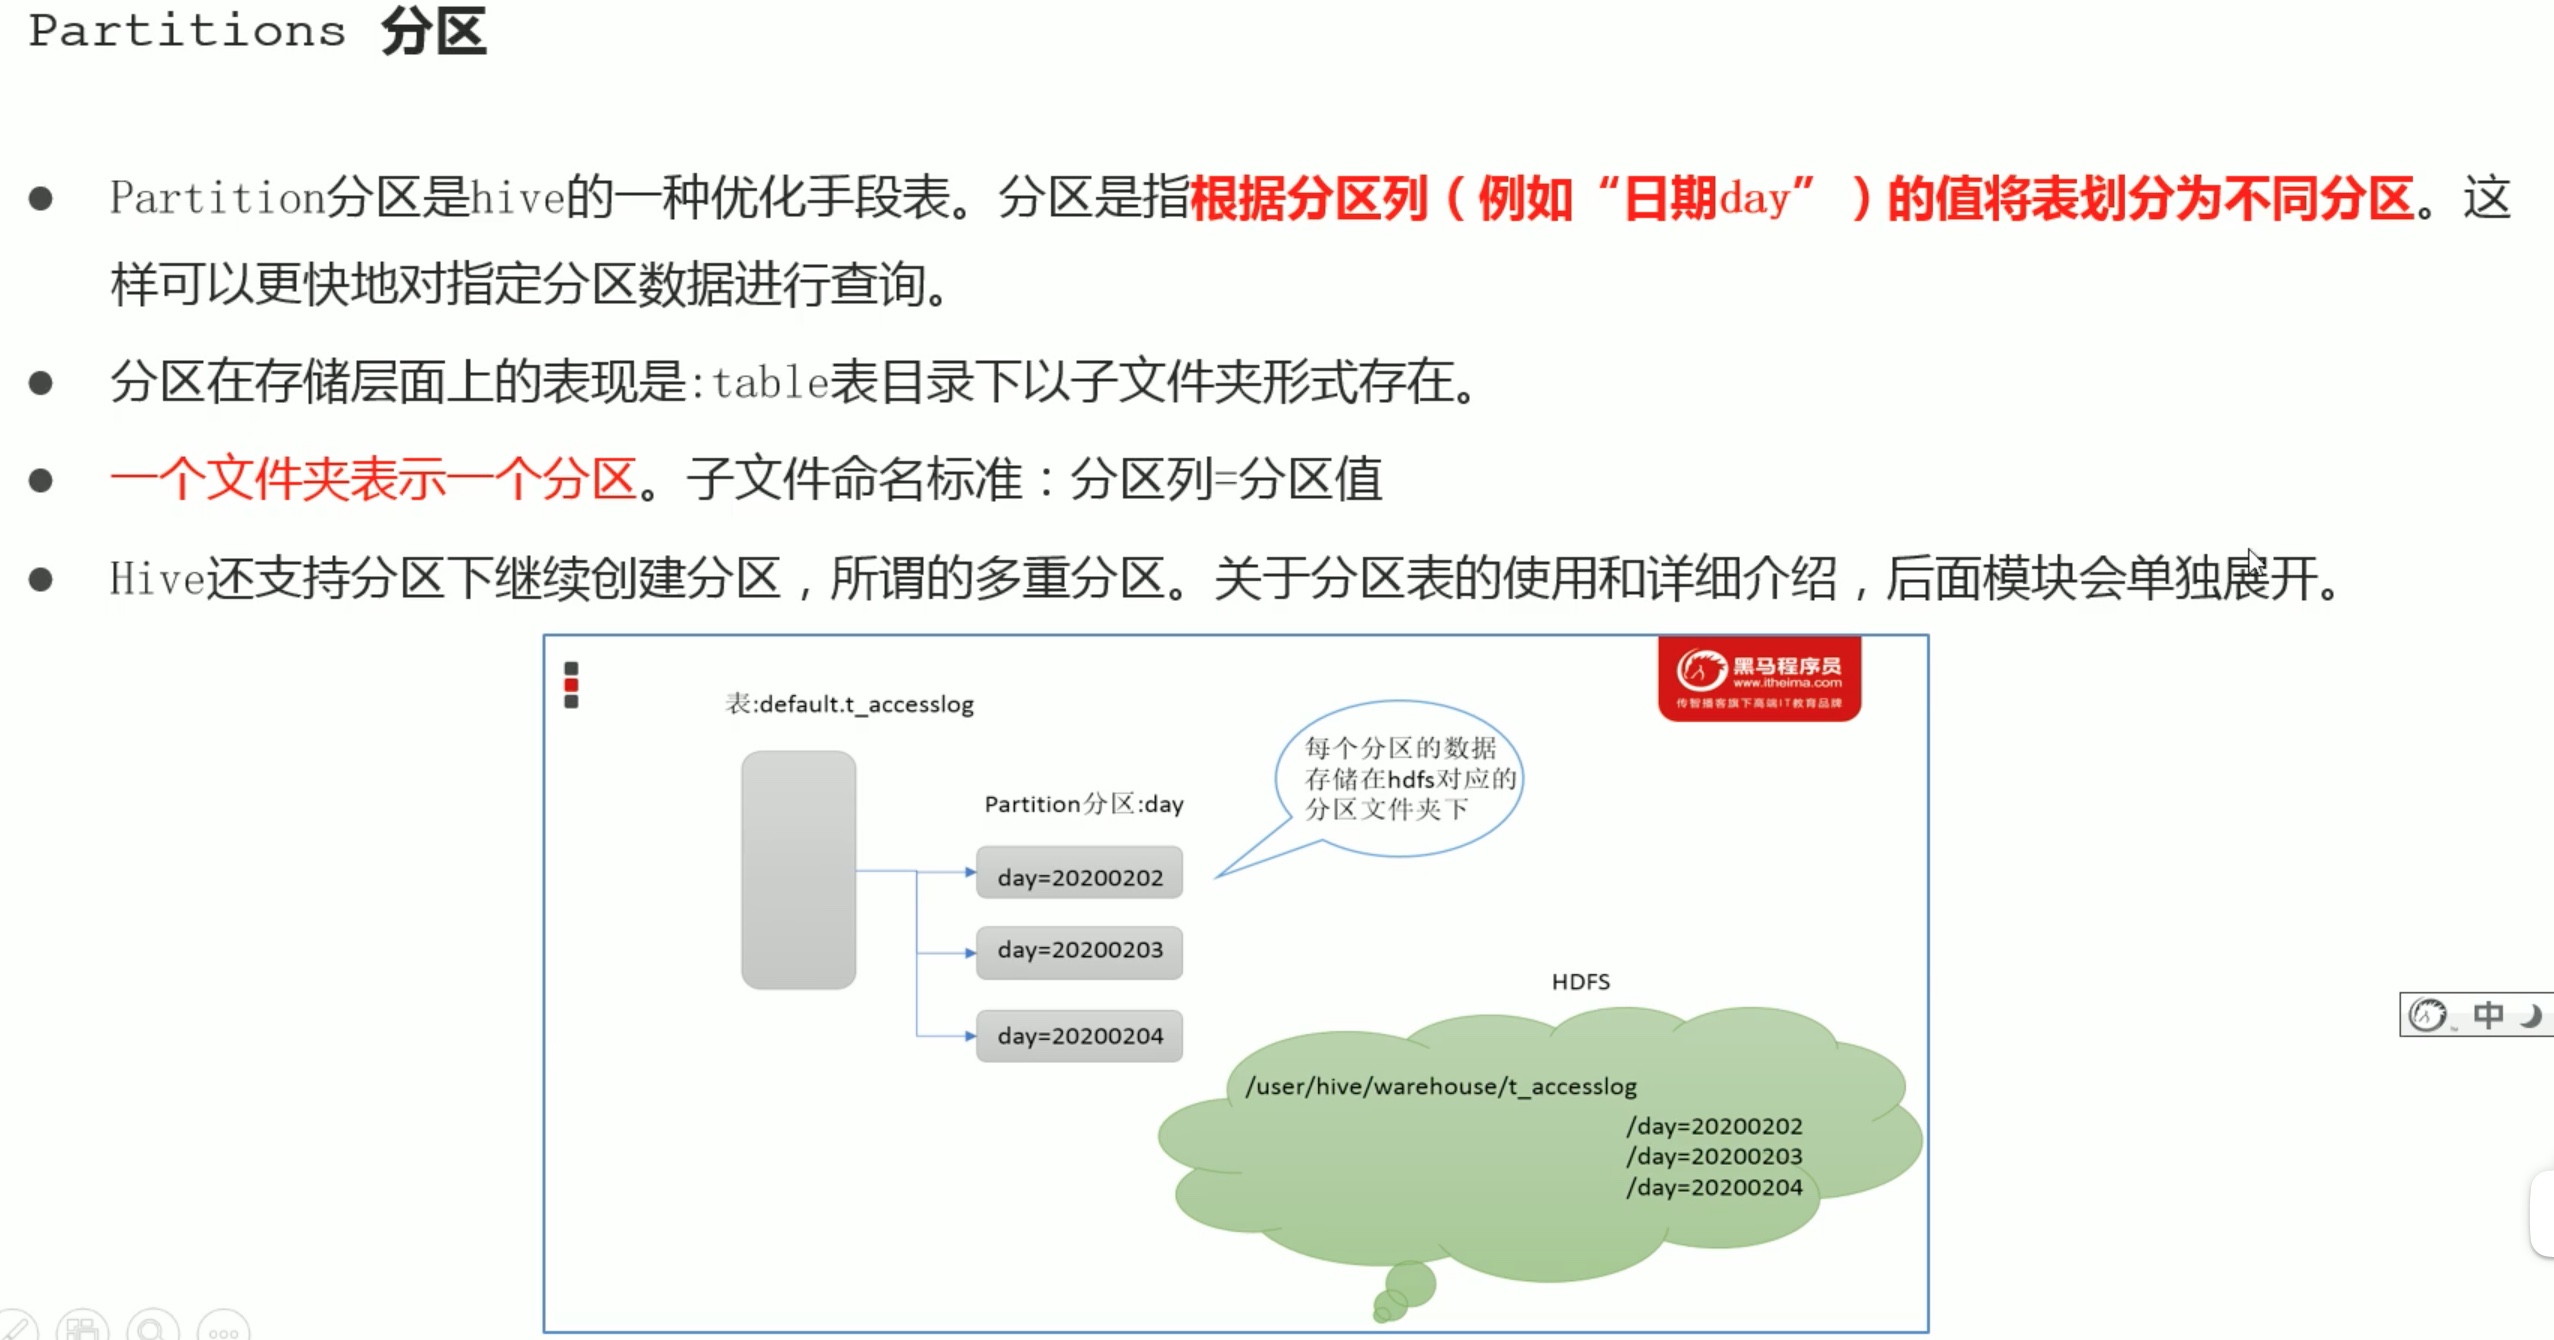 Partitions 分区
Partition分区是hive的一种优化手段表。分区是指根据分区列（例如“日期day”）的值将表划分为不同分区。这
样可以更快地对指定分区数据进行查询。
分区在存储层面上的表现是:table表目录下以子文件夹形式存在。
一个文件夹表示一个分区。子文件命名标准：分区列=分区值
Hive还支持分区下继续创建分区，所谓的多重分区。关于分区表的使用和详细介绍，后面模块会单独展开。
黑马程序员
www.itheima.com
传智播客旗下高端IT教育品牌
表:default.t_accesslog
每个分区的数据
存储在hdfs对应的
分区文件夹下
Partition分区:day
day=20200202
day=20200203
day=20200204
HDFS
/user/hive/warehouse/t_accesslog
/day=20200202
/day=20200203
/day=20200204
中